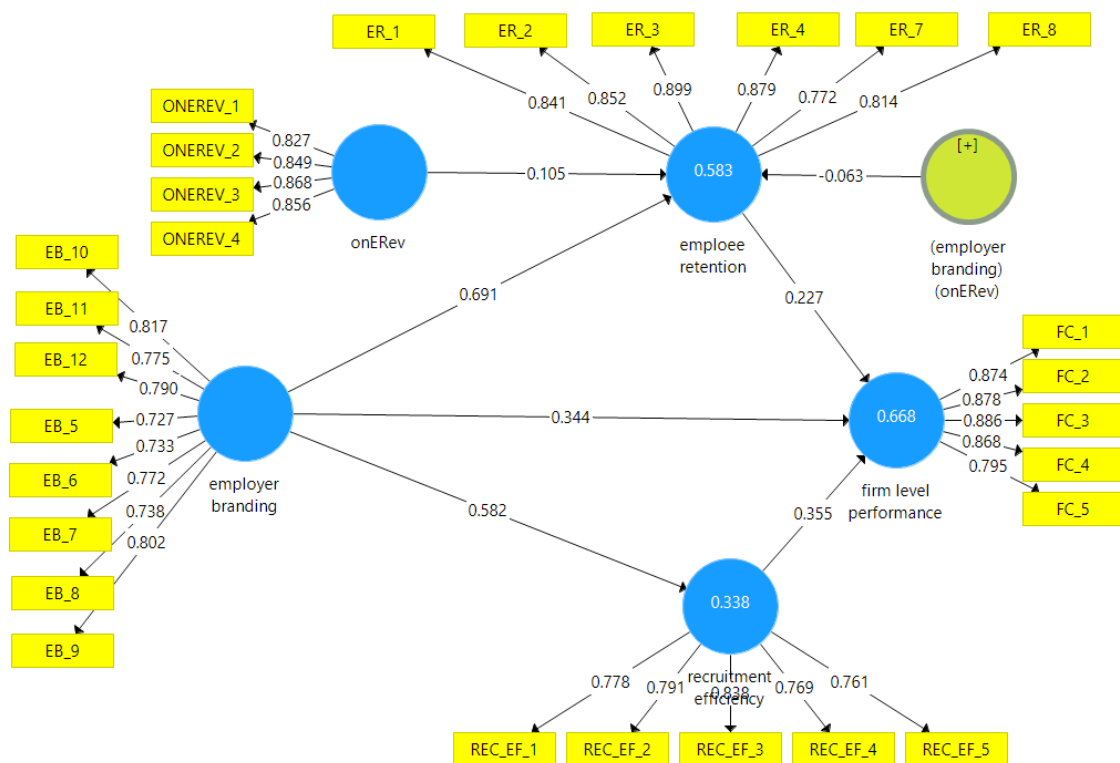 ER_1
ER_2
ER_3
ER_4
ER_7
ER_8
0.841
0.852
0.899
0.879
0.772
0.814
ONEREV_1
ONEREV_2
ONEREV_3
ONEREV_4
0.827
0.849
0.868
0.856
onERev
0.105
0.583
emploee
retention
-0.063
[+]
(employer
branding)
(onERev)
EB_10
EB_11
EB_12
EB_5
EB_6
EB_7
EB_8
EB_9
0.817
0.775
0.790
0.727
0.733
0.772
0.738
0.802
employer
branding
0.691
0.344
0.582
0.227
0.355
0.668
firm level
performance
0.874
0.878
0.886
0.868
0.795
FC_1
FC_2
FC_3
FC_4
FC_5
0.338
recruitment
efficiency
0.778
0.791
0.838
0.769
0.761
REC_EF_1
REC_EF_2
REC_EF_3
REC_EF_4
REC_EF_5